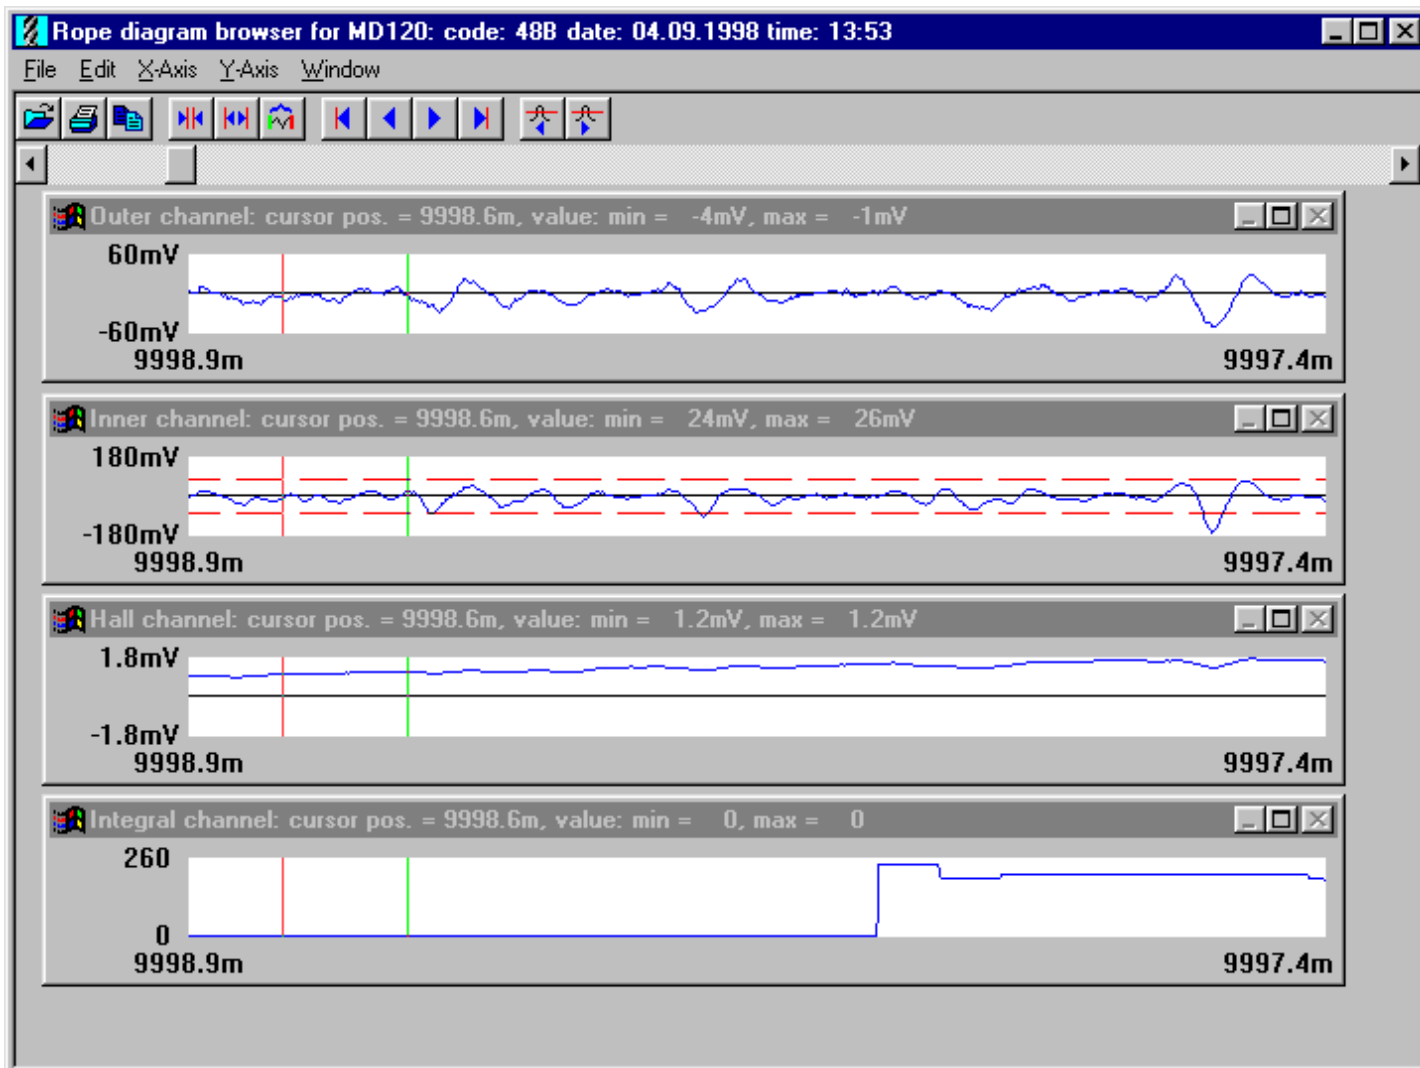 Rope diagram browser for MD120: code: 48B date: 04.09.1998 time: 13:53
File Edit X-Axis Y-Axis Window
Outer channel: cursor pos. = 9998.6m, value: min = -4mV, max = -1mV
60mV
-60mV
9998.9m 9997.4m
Inner channel: cursor pos. = 9998.6m, value: min = 24mV, max = 26mV
180mV
-180mV
9998.9m 9997.4m
Hall channel: cursor pos. = 9998.6m, value: min = 1.2mV, max = 1.2mV
1.8mV
-1.8mV
9998.9m 9997.4m
Integral channel: cursor pos. = 9998.6m, value: min = 0, max = 0
260
0
9998.9m 9997.4m